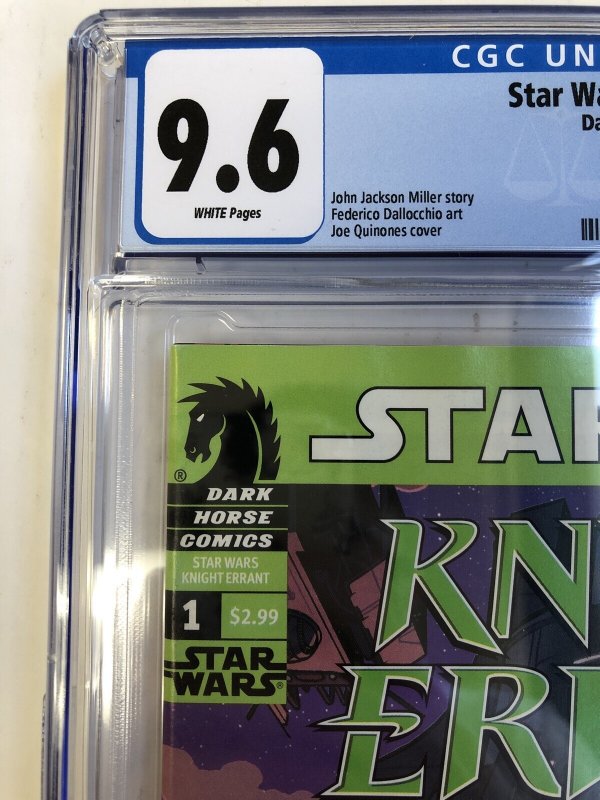 CGC UN
9.6
WHITE Pages
Star Wa
Da
John Jackson Miller story
Federico Dallocchio art
Joe Quinones cover
®
DARK
HORSE
COMICS
STAR WARS
KNIGHT ERRANT
1 $2.99
STAR
WARS®
STAR
KN
ERR